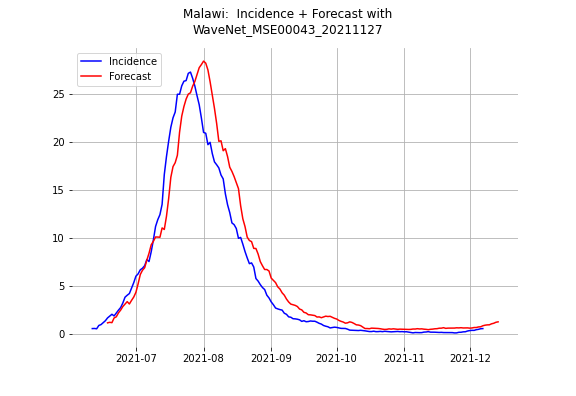 Malawi:  Incidence + Forecast with
WaveNet_MSE00043_20211127
Incidence
Forecast
25
20
15
10
5
0
2021-07 2021-08 2021-09 2021-10 2021-11 2021-12